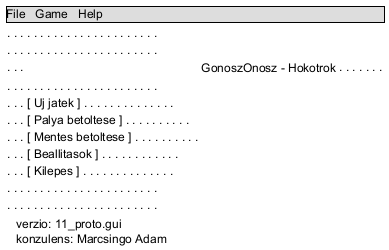 File Game Help
. . . . . . . . . . . . . . . . . . . . . . .
. . . . . . . . . . . . . . . . . . . . . . .
. . . GonoszOnosz - Hokotrok . . . . . . .
. . . . . . . . . . . . . . . . . . . . . . .
. . . [ Uj jatek ] . . . . . . . . . . . . . .
. . . [ Palya betoltese ] . . . . . . . . . .
. . . [ Mentes betoltese ] . . . . . . . . . .
. . . [ Beallitasok ] . . . . . . . . . . . .
. . . [ Kilepes ] . . . . . . . . . . . . . .
. . . . . . . . . . . . . . . . . . . . . . .
. . . . . . . . . . . . . . . . . . . . . . .
verzio: 11_proto.gui
konzulens: Marcsingo Adam